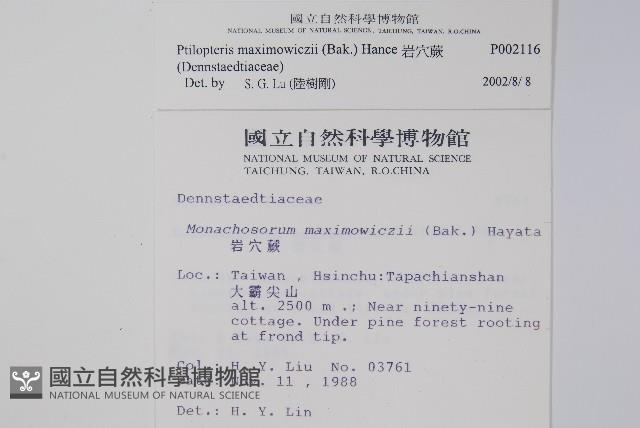 國立自然科學博物館
NATIONAL MUSEUM OF NATURAL SCIENCE, TAICHUNG, TAIWAN, R.O.CHINA
Ptilopteris maximowiczii (Bak.) Hance 岩穴蕨 P002116
(Dennstaedtiaceae)
Det. by S. G. Lu (陸樹剛) 2002/8/ 8
國立自然科學博物館
NATIONAL MUSEUM OF NATURAL SCIENCE
TAICHUNG, TAIWAN, R.O.CHINA
Dennstaedtiaceae
Monachosorum maximowiczii (Bak.) Hayata
岩穴蕨
Loc.: Taiwan , Hsinchu:Tapachianshan
大霸尖山
alt. 2500 m .; Near ninety-nine
cottage. Under pine forest rooting
at frond tip.
Col.: H. Y. Liu No. 03761
11 , 1988
Det.: H. Y. Lin
國立自然科學博物館
NATIONAL MUSEUM OF NATURAL SCIENCE